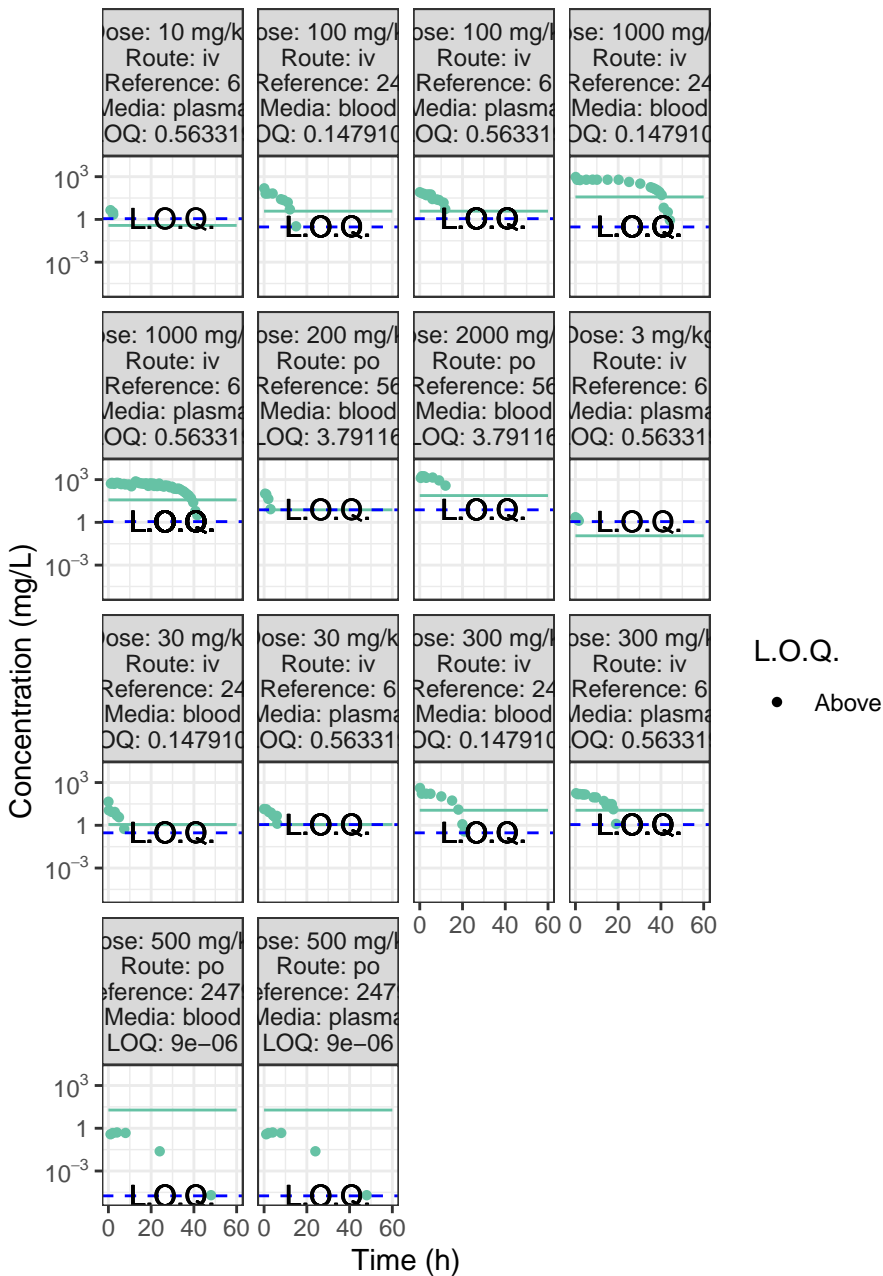 ose: 10 mg/k
Route: iv
Reference: 6
Media: plasma
OQ: 0.56331
ose: 100 mg/k
Route: iv
Reference: 24
Media: blood
OQ: 0.147910
ose: 100 mg/k
Route: iv
Reference: 6
Media: plasma
OQ: 0.56331
ose: 1000 mg/
Route: iv
Reference: 24
Media: blood
OQ: 0.147910
10³
1
10⁻³
L.O.Q.
L.O.Q.
L.O.Q.
L.O.Q.
ose: 1000 mg/
Route: iv
Reference: 6
Media: plasma
OQ: 0.56331
ose: 200 mg/k
Route: po
Reference: 56
Media: blood
LOQ: 3.79116
ose: 2000 mg/
Route: po
Reference: 56
Media: blood
LOQ: 3.79116
Dose: 3 mg/kg
Route: iv
Reference: 6
Media: plasma
OQ: 0.56331
10³
1
10⁻³
L.O.Q.
L.O.Q.
L.O.Q.
L.O.Q.
Concentration (mg/L)
Dose: 30 mg/k
Route: iv
Reference: 24
Media: blood
OQ: 0.147910
Dose: 30 mg/k
Route: iv
Reference: 6
Media: plasma
OQ: 0.56331
ose: 300 mg/k
Route: iv
Reference: 24
Media: blood
OQ: 0.147910
ose: 300 mg/k
Route: iv
Reference: 6
Media: plasma
OQ: 0.56331
10³
1
10⁻³
L.O.Q.
L.O.Q.
L.O.Q.
L.O.Q.
0 20 40 60
0 20 40 60
L.O.Q.
Above
ose: 500 mg/k
Route: po
eference: 247
Media: blood
LOQ: 9e−06
ose: 500 mg/k
Route: po
eference: 247
Media: plasma
LOQ: 9e−06
10³
1
10⁻³
L.O.Q.
L.O.Q.
0 20 40 60
0 20 40 60
Time (h)